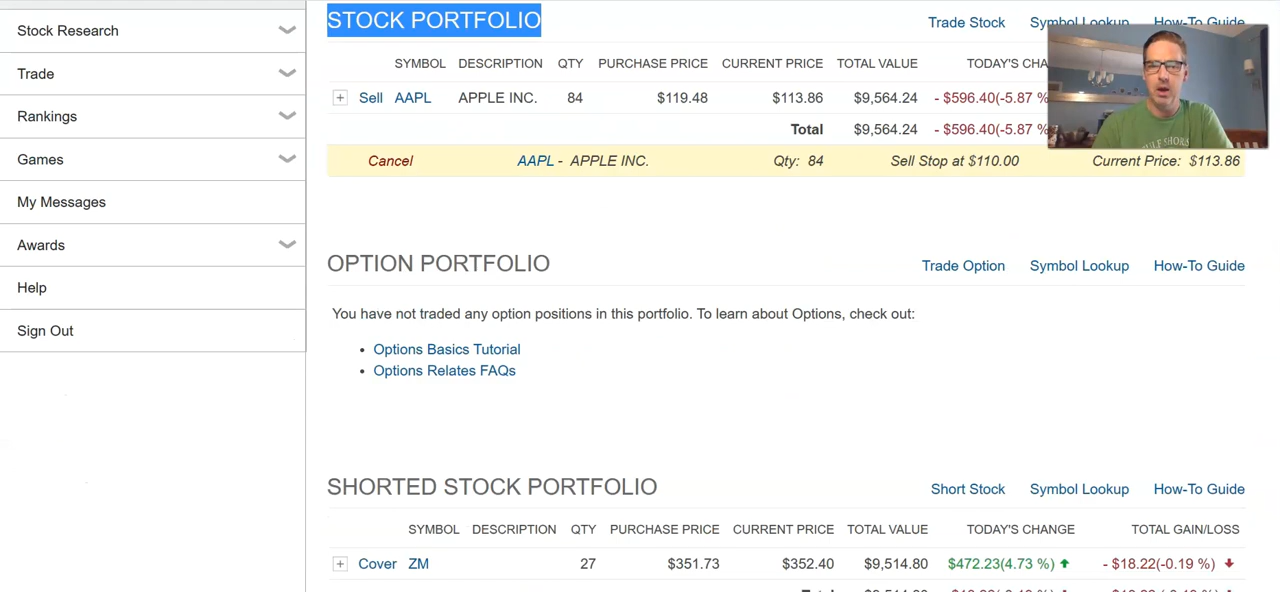 Stock Research
Trade
Rankings
Games
My Messages
Awards
Help
Sign Out
STOCK PORTFOLIO
Trade Stock Symbol Lookup How-To Guide
SYMBOL DESCRIPTION QTY PURCHASE PRICE CURRENT PRICE TOTAL VALUE TODAY'S
+ Sell AAPL APPLE INC. 84 $119.48 $113.86 $9,564.24 - $596.40(-5.87 %
Total $9,564.24 - $596.40(-5.87 %
Cancel AAPL - APPLE INC. Qty: 84 Sell Stop at $110.00 Current Price: $113.86
OPTION PORTFOLIO
Trade Option Symbol Lookup How-To Guide
You have not traded any option positions in this portfolio. To learn about Options, check out:
• Options Basics Tutorial
• Options Relates FAQs
SHORTED STOCK PORTFOLIO
Short Stock Symbol Lookup How-To Guide
SYMBOL DESCRIPTION QTY PURCHASE PRICE CURRENT PRICE TOTAL VALUE TODAY'S CHANGE TOTAL GAIN/LOSS
+ Cover ZM 27 $351.73 $352.40 $9,514.80 $472.23(4.73 %) - $18.22(-0.19 %)